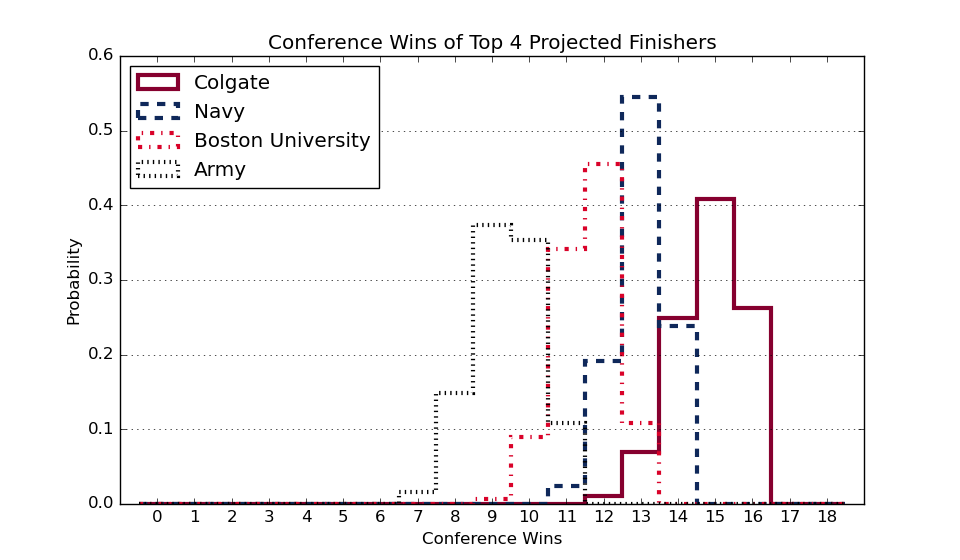 Conference Wins of Top 4 Projected Finishers
0.6
Colgate
Navy
Boston University
Army
0.5
0.4
0.3
0.2
0.1
0.0
Probability
0 1 2 3 4 5 6 7 8 9 10 11 12 13 14 15 16 17 18
Conference Wins